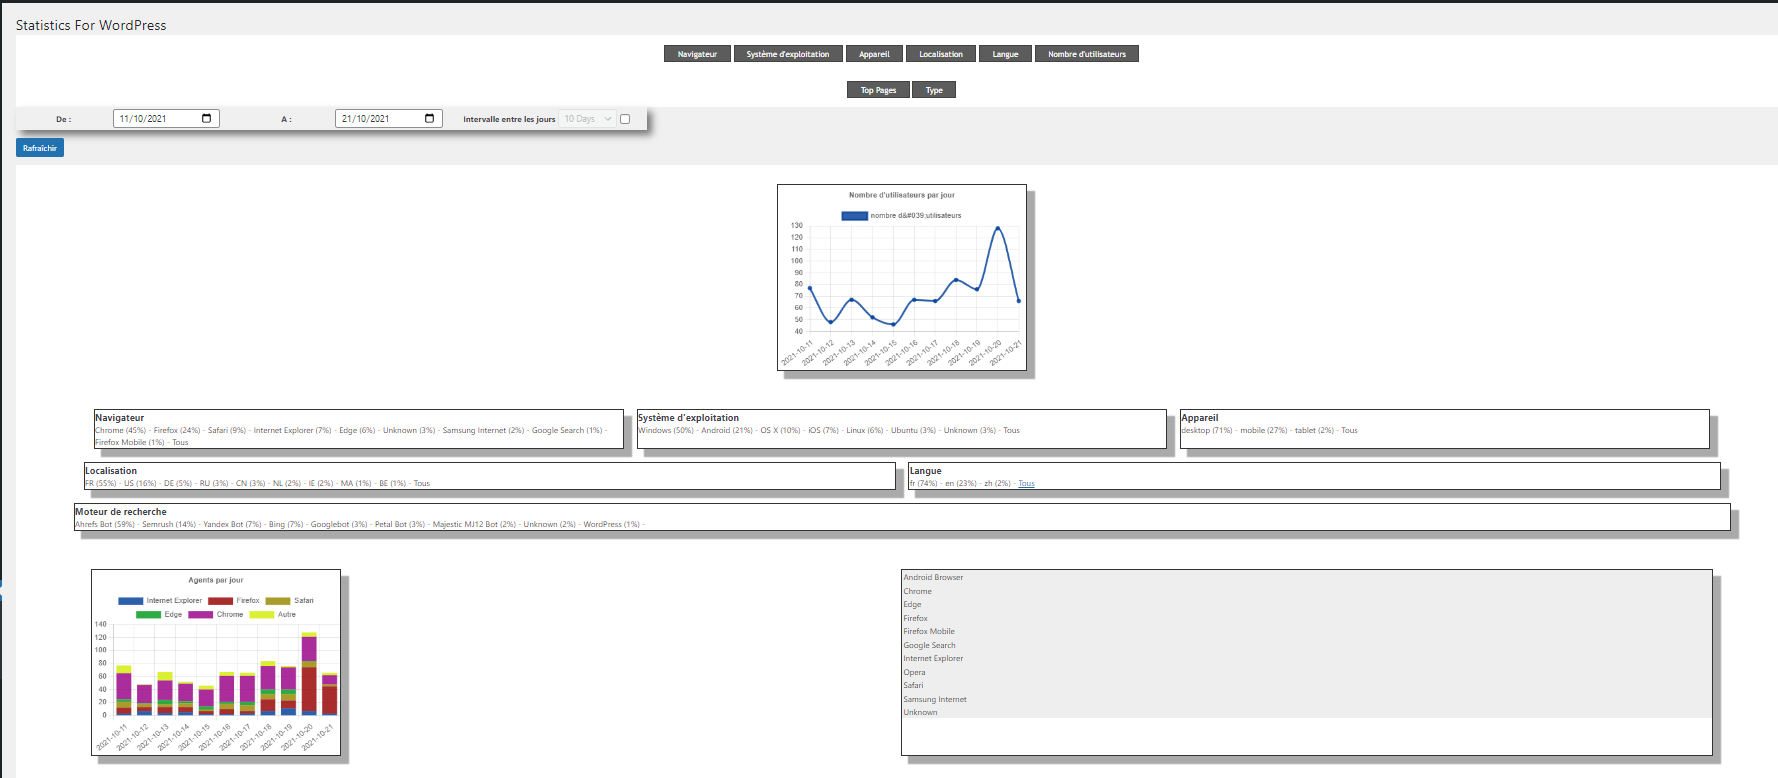 Statistics For WordPress
Navigateur Système d'exploitation Appareil Localisation Langue Nombre d'utilisateurs
Top Pages Type
De : 11/10/2021 A : 21/10/2021 Intervalle entre les jours 10 Days
Rafraîchir
Nombre d'utilisateurs par jour
nombre d&#039;utilisateurs
130
120
110
100
90
80
70
60
50
40
2021-10-11 2021-10-12 2021-10-13 2021-10-14 2021-10-15 2021-10-16 2021-10-17 2021-10-18 2021-10-19 2021-10-20 2021-10-21
Navigateur
Chrome (45%) - Firefox (24%) - Safari (9%) - Internet Explorer (7%) - Edge (6%) - Unknown (3%) - Samsung Internet (2%) - Google Search (1%) -
Firefox Mobile (1%) - Tous
Système d'exploitation
Windows (50%) - Android (21%) - OS X (10%) - iOS (7%) - Linux (6%) - Ubuntu (3%) - Unknown (3%) - Tous
Appareil
desktop (71%) - mobile (27%) - tablet (2%) - Tous
Localisation
FR (55%) - US (16%) - DE (5%) - RU (3%) - CN (3%) - NL (2%) - IE (2%) - MA (1%) - BE (1%) - Tous
Langue
fr (74%) - en (23%) - zh (2%) - Tous
Moteur de recherche
Ahrefs Bot (59%) - Semrush (14%) - Yandex Bot (7%) - Bing (7%) - Googlebot (3%) - Petal Bot (3%) - Majestic MJ12 Bot (2%) - Unknown (2%) - WordPress (1%) -
Agents par jour
Internet Explorer Firefox Safari
Edge Chrome Autre
140
120
100
80
60
40
20
0
2021-10-11 2021-10-12 2021-10-13 2021-10-14 2021-10-15 2021-10-16 2021-10-17 2021-10-18 2021-10-19 2021-10-20 2021-10-21
Android Browser
Chrome
Edge
Firefox
Firefox Mobile
Google Search
Internet Explorer
Opera
Safari
Samsung Internet
Unknown